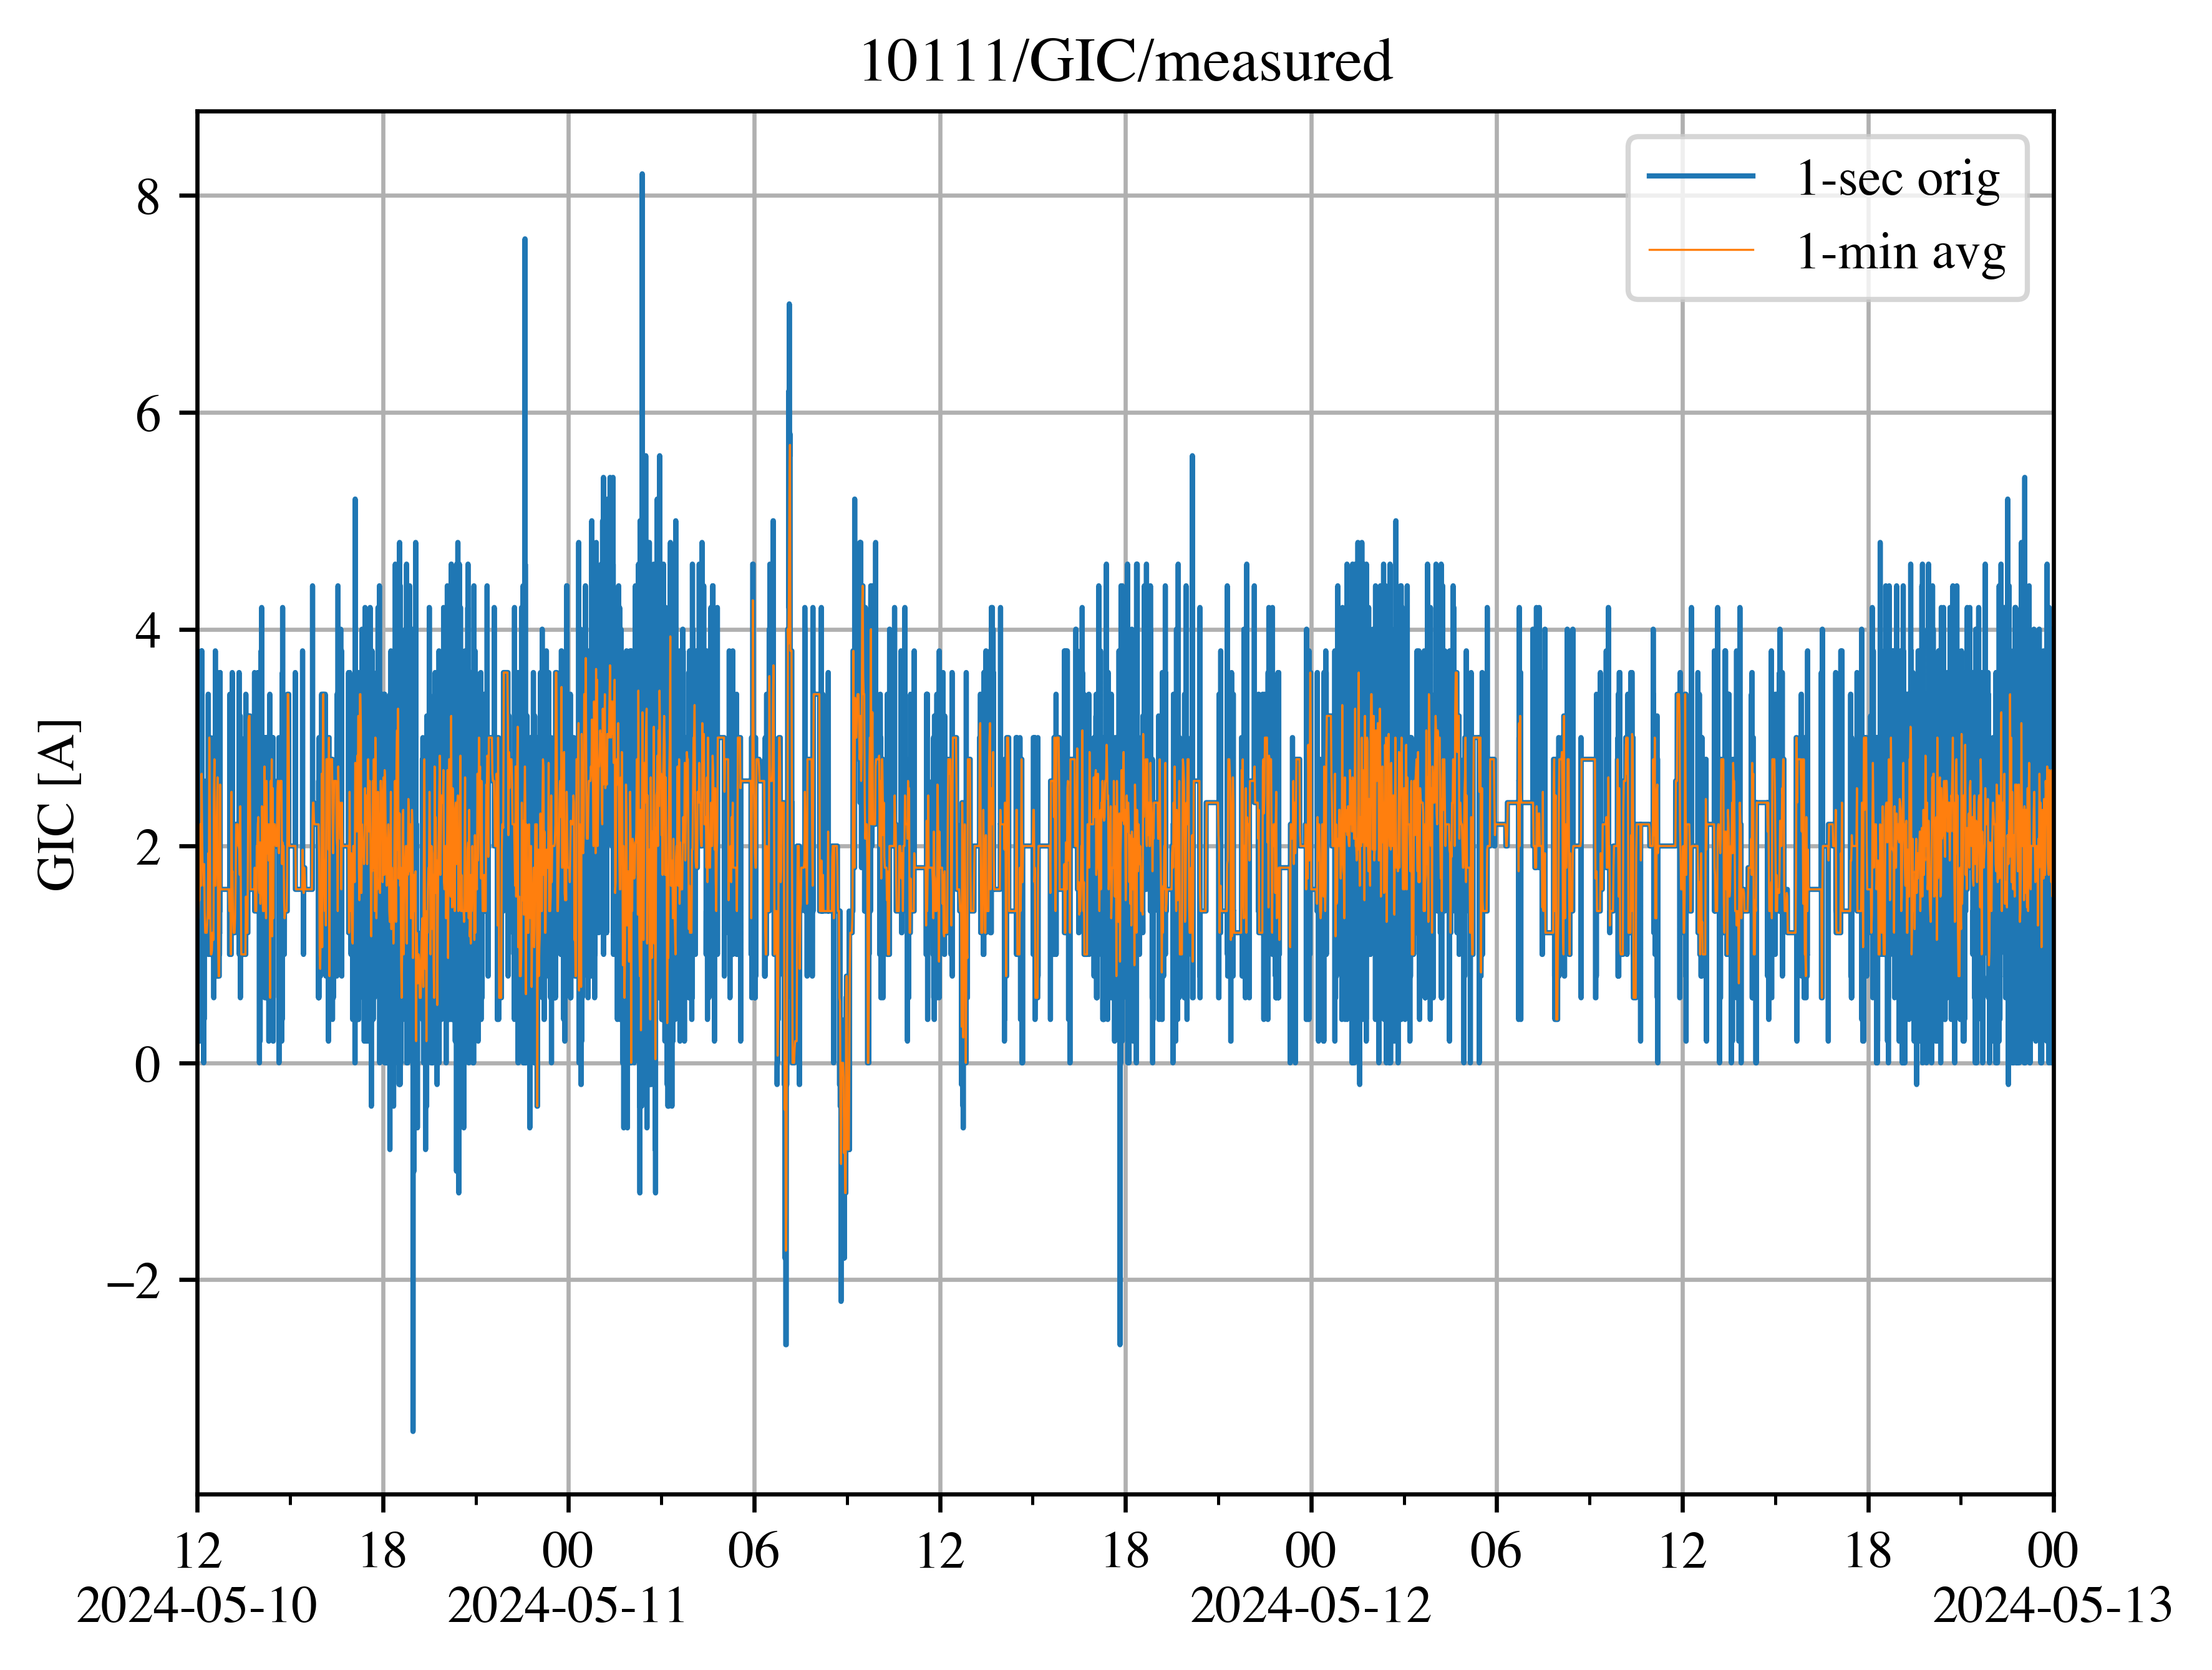 10111/GIC/measured
1-sec orig
1-min avg
GIC [A]
8
6
4
2
0
−2
12 18 00 06 12 18 00 06 12 18 00
2024-05-10 2024-05-11 2024-05-12 2024-05-13